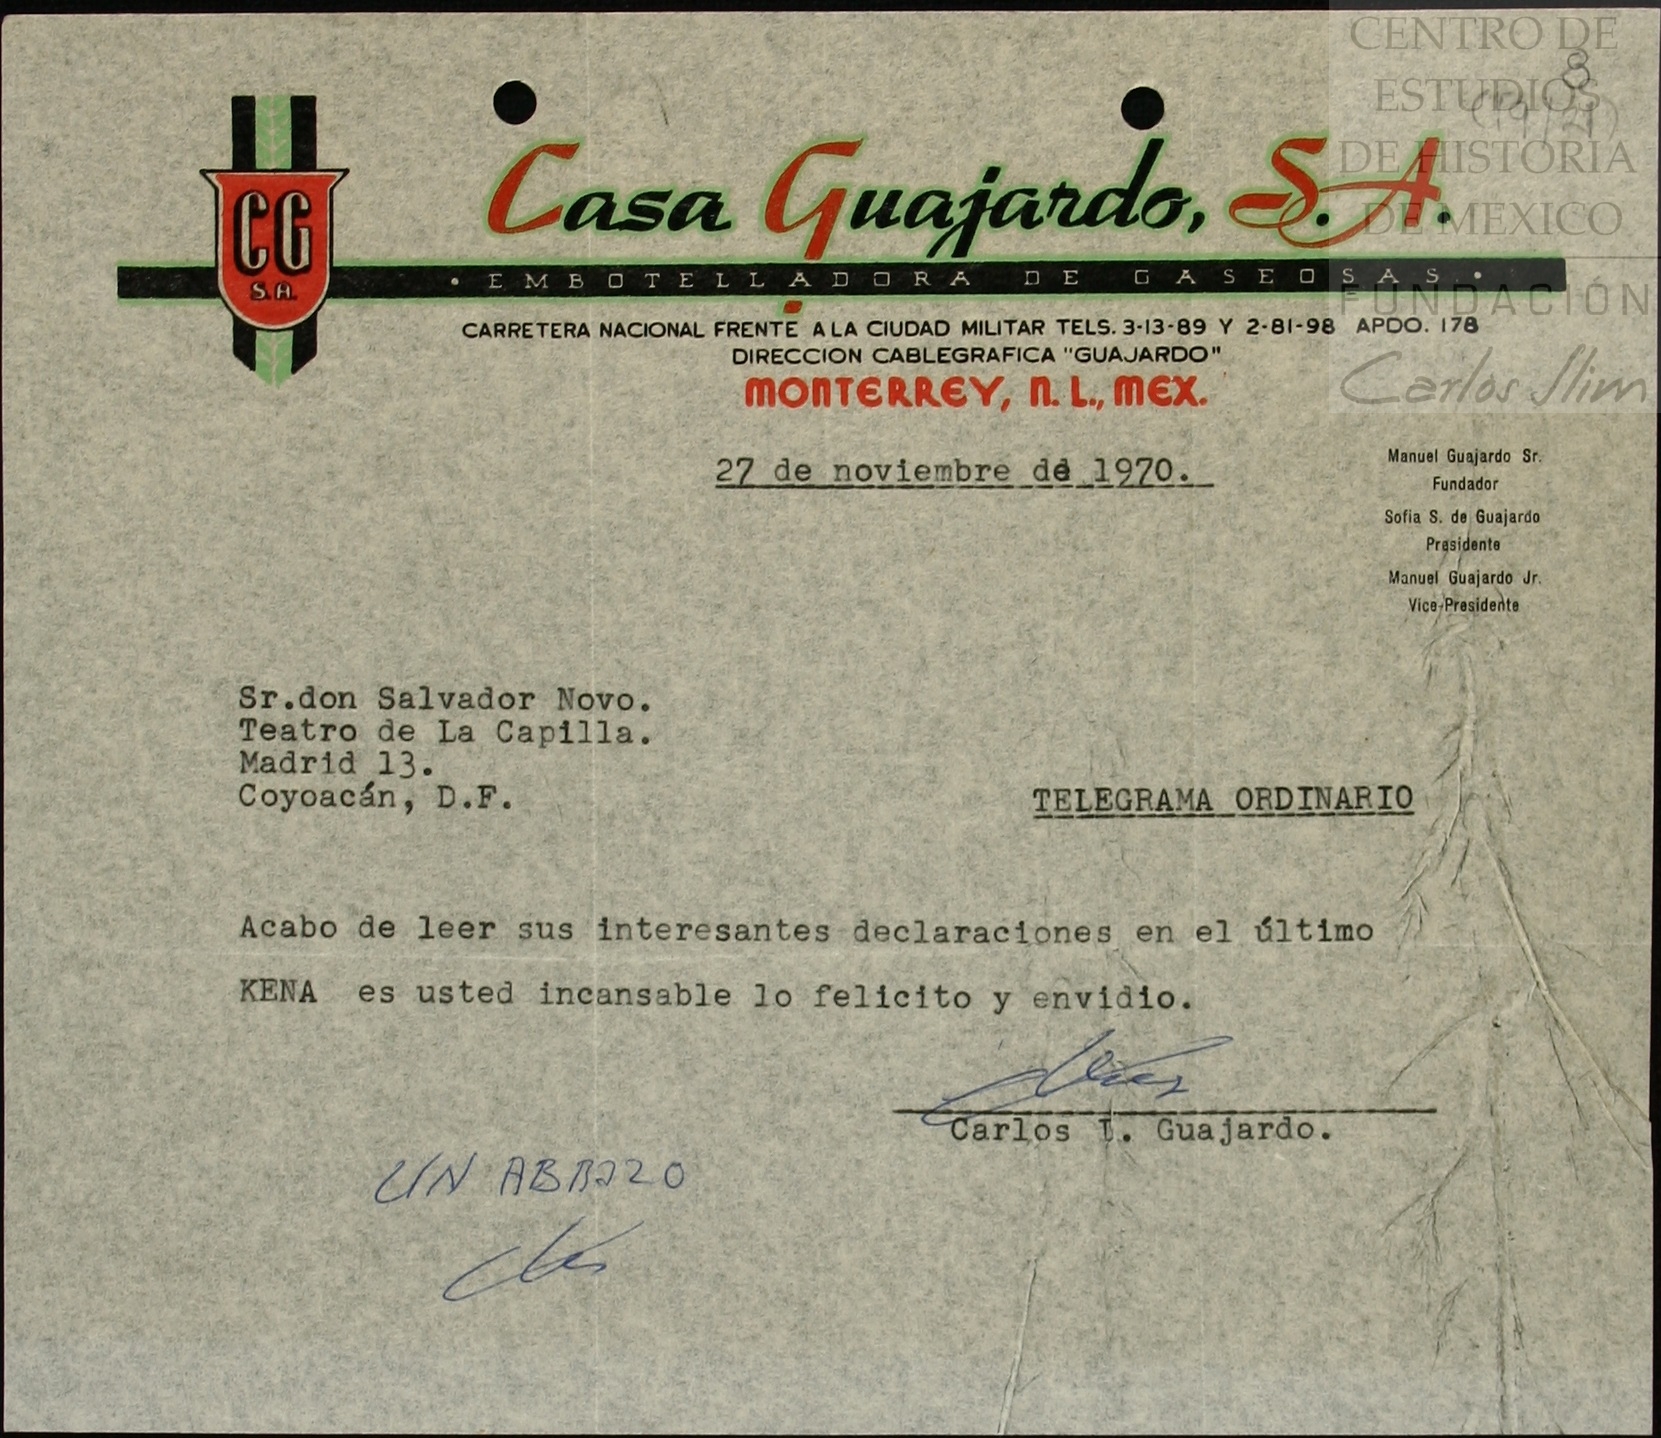 CENTRO DE
ESTUDIOS
DE HISTORIA
DE MEXICO
FUNDACIÓN
Carlos Slim
8
CG
S.A.
Casa Guajardo, S.A.
· EMBOTELLADORA DE GASEOSAS ·
CARRETERA NACIONAL FRENTE A LA CIUDAD MILITAR TELS. 3-13-89 Y 2-81-98 APDO. 178
DIRECCION CABLEGRAFICA "GUAJARDO"
MONTERREY, N. L., MEX.
27 de noviembre de 1970.
Manuel Guajardo Sr.
Fundador
Sofia S. de Guajardo
Presidente
Manuel Guajardo Jr.
Vice-Presidente
Sr.don Salvador Novo.
Teatro de La Capilla.
Madrid 13.
Coyoacán, D.F.
TELEGRAMA ORDINARIO
Acabo de leer sus interesantes declaraciones en el último
KENA es usted incansable lo felicito y envidio.
Carlos I. Guajardo.
UN ABRAZO